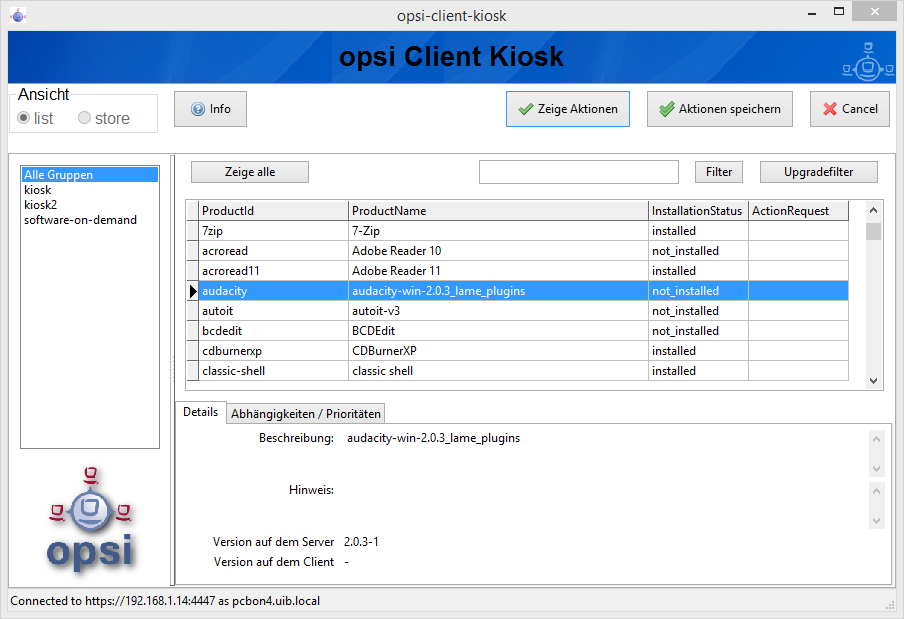 opsi-client-kiosk
opsi Client Kiosk
Ansicht
list store
Info
Zeige Aktionen
Aktionen speichern
Cancel
Alle Gruppen
kiosk
kiosk2
software-on-demand
Zeige alle
Filter
Upgradefilter
ProductId ProductName InstallationStatus ActionRequest
7zip 7-Zip installed
acroread Adobe Reader 10 not_installed
acroread11 Adobe Reader 11 installed
audacity audacity-win-2.0.3_lame_plugins not_installed
autoit autoit-v3 not_installed
bcdedit BCDEdit not_installed
cdburnerxp CDBurnerXP installed
classic-shell classic shell installed
Details Abhängigkeiten / Prioritäten
Beschreibung: audacity-win-2.0.3_lame_plugins
Hinweis:
Version auf dem Server 2.0.3-1
Version auf dem Client -
opsi
Connected to https://192.168.1.14:4447 as pcbon4.uib.local